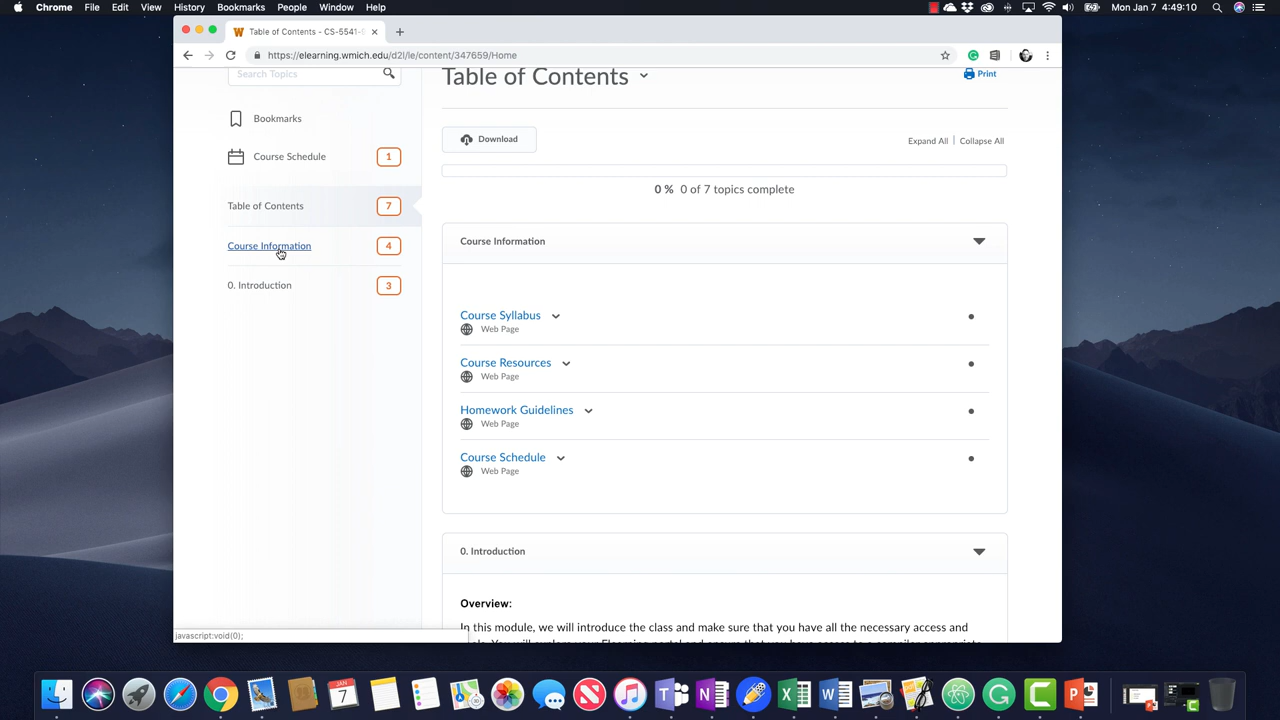 Chrome File Edit View History Bookmarks People Window Help
Mon Jan 7 4:49:10
Table of Contents - CS-5541-
https://elearning.wmich.edu/d2l/le/content/347659/Home
Search Topics
Table of Contents
Print
Bookmarks
Download
Expand All | Collapse All
Course Schedule 1
0 % 0 of 7 topics complete
Table of Contents 7
Course Information 4
0. Introduction 3
Course Information
Course Syllabus
Web Page
Course Resources
Web Page
Homework Guidelines
Web Page
Course Schedule
Web Page
0. Introduction
Overview:
In this module, we will introduce the class and make sure that you have all the necessary access and
javascript:void(0);
JAN
7